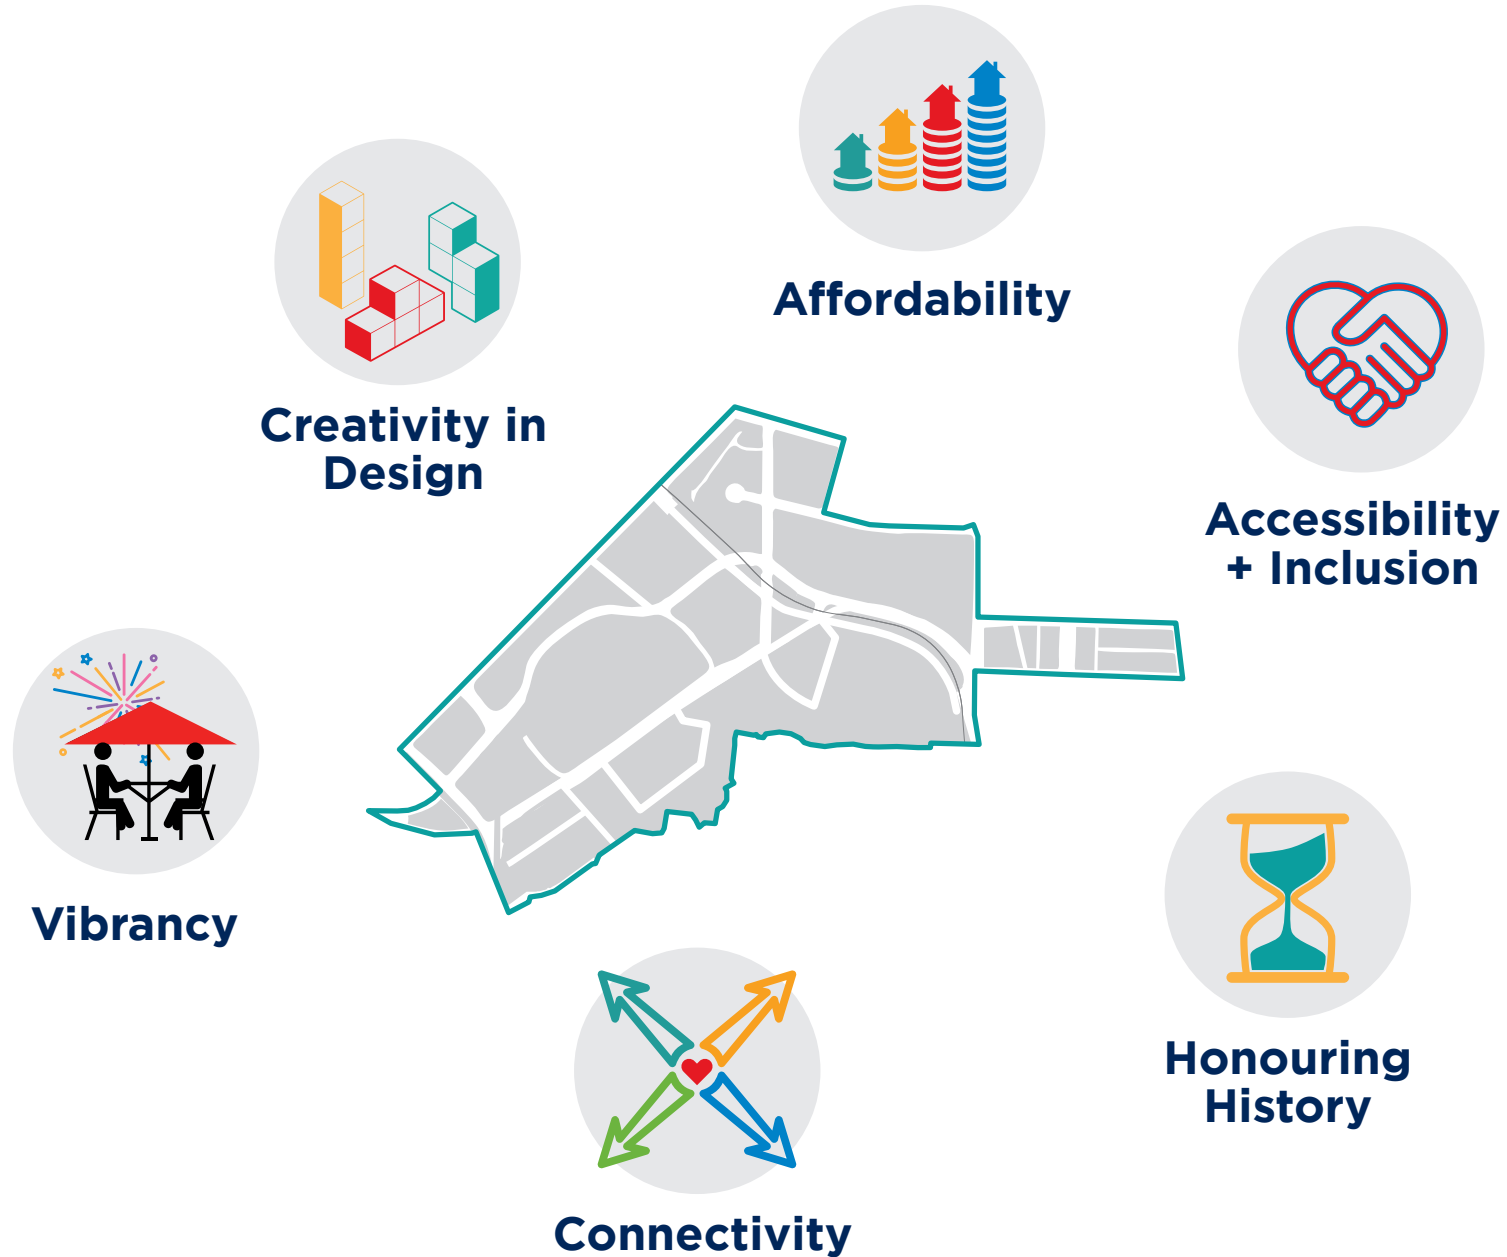 Affordability
Creativity in
Design
Accessibility
+ Inclusion
Vibrancy
Honouring
History
Connectivity